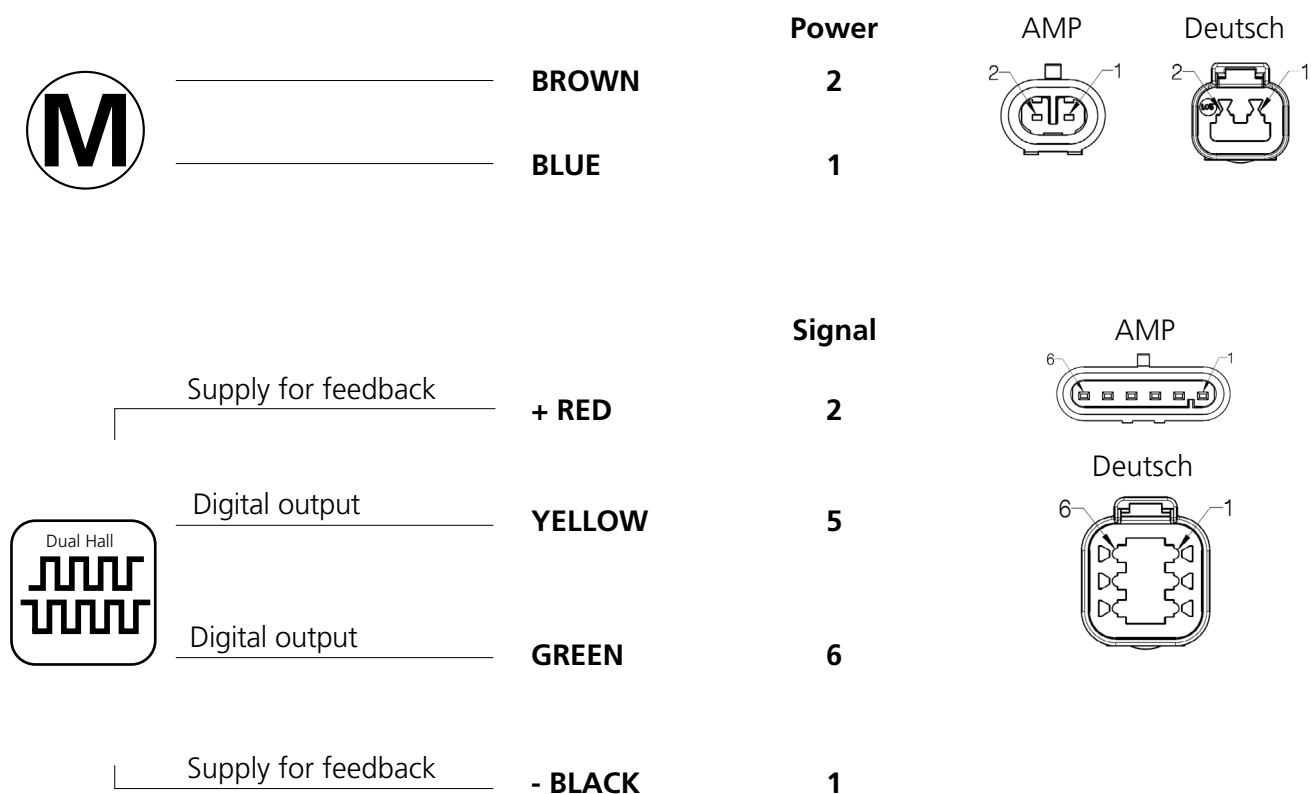 Power AMP Deutsch
M BROWN 2 2 1 2 1
BLUE 1
Signal AMP
6 1
Supply for feedback + RED 2
Deutsch
Digital output YELLOW 5 6 1
Dual Hall
Digital output GREEN 6
Supply for feedback - BLACK 1